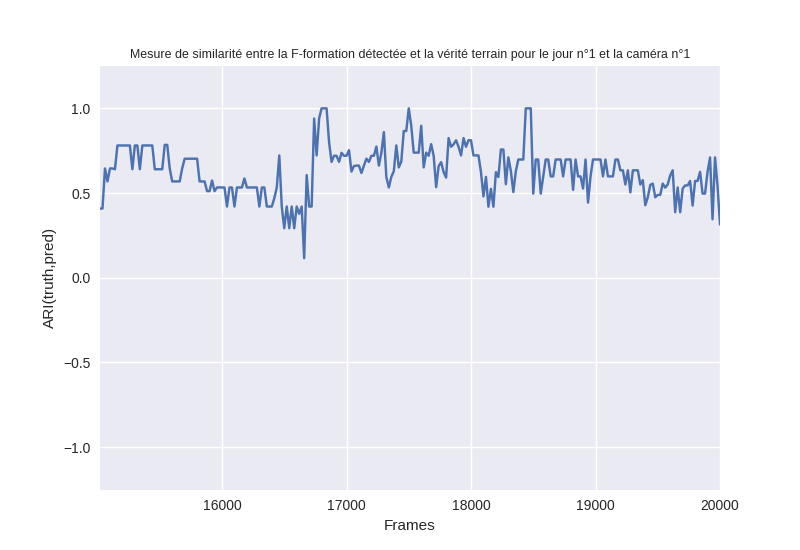 Mesure de similarité entre la F-formation détectée et la vérité terrain pour le jour n°1 et la caméra n°1
1.0
0.5
0.0
−0.5
−1.0
ARI(truth,pred)
16000 17000 18000 19000 20000
Frames